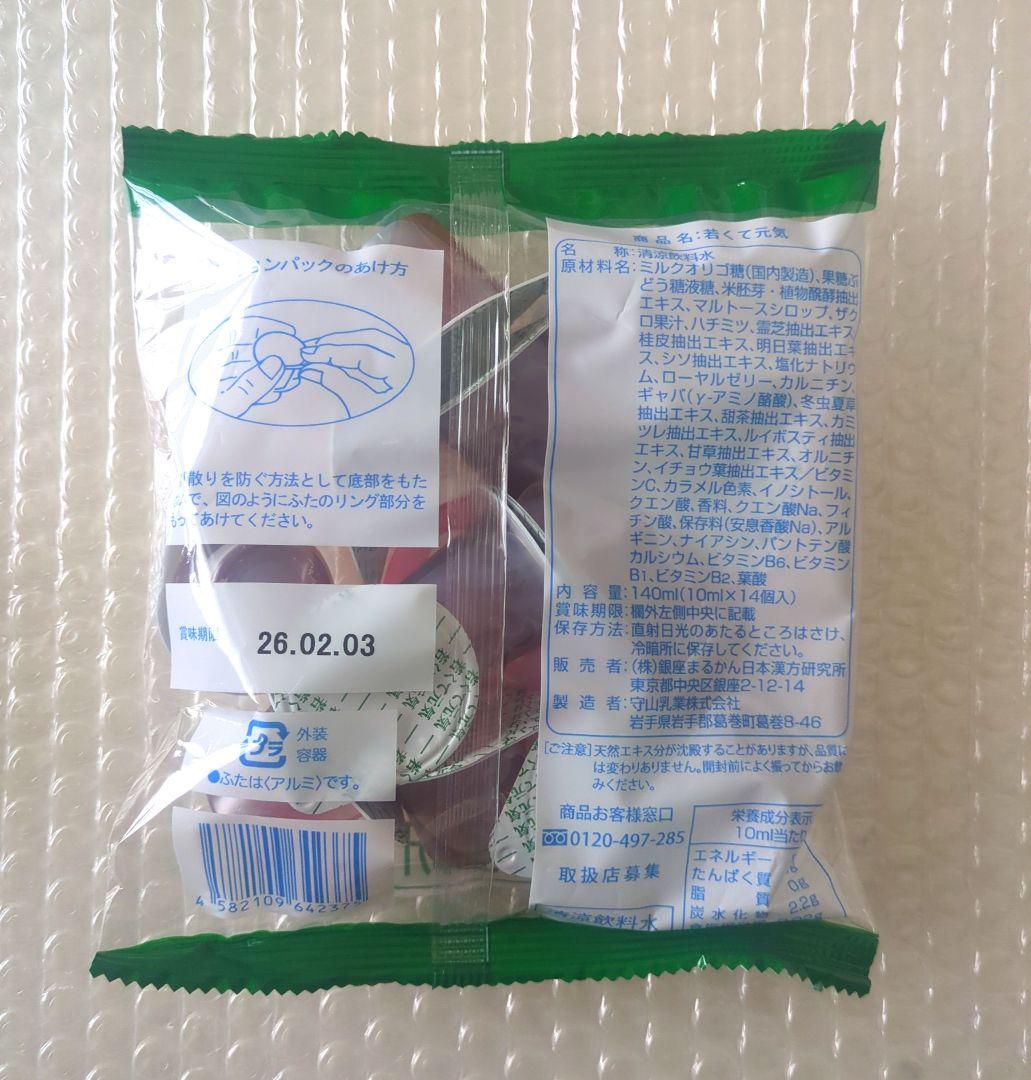 ンパックのあけ方
散りを防ぐ方法として底部をもた
で、図のようにふたのリング部分を
もってあけてください。
賞味期限
26.02.03
プラ
外装
容器
●ふたは〈アルミ〉です。
4 582109 64237
若くて元気
商品名:若くて元気
名称:清涼飲料水
原材料名:ミルクオリゴ糖(国内製造)、果糖ぶ
どう糖液糖、米胚芽・植物醗酵抽出
エキス、マルトースシロップ、ザク
ロ果汁、ハチミツ、霊芝抽出エキス、
桂皮抽出エキス、明日葉抽出エキ
ス、シソ抽出エキス、塩化ナトリウ
ム、ローヤルゼリー、カルニチン、
ギャバ(γ-アミノ酪酸)、冬虫夏草
抽出エキス、甜茶抽出エキス、カミ
ツレ抽出エキス、ルイボスティ抽出
エキス、甘草抽出エキス、オルニチ
ン、イチョウ葉抽出エキス/ビタミ
ンC、カラメル色素、イノシトール、
クエン酸、香料、クエン酸Na、フィ
チン酸、保存料(安息香酸Na)、アル
ギニン、ナイアシン、パントテン酸
カルシウム、ビタミンB6、ビタミン
B1、ビタミンB2、葉酸
内容量:140ml(10ml×14個入)
賞味期限:欄外左側中央に記載
保存方法:直射日光のあたるところはさけ、
冷暗所に保存してください。
販売者:(株)銀座まるかん日本漢方研究所
東京都中央区銀座2-12-14
製造者:守山乳業株式会社
岩手県岩手郡葛巻町葛巻8-46
[ご注意]天然エキス分が沈殿することがありますが、品質に
は変わりありません。開封前によく振ってからお飲
みください。
商品お客様窓口
0120-497-285
取扱店募集
清涼飲料水
栄養成分表示
10ml当たり
エネルギー
たんぱく質 0g
脂質
炭水化物 2.2g